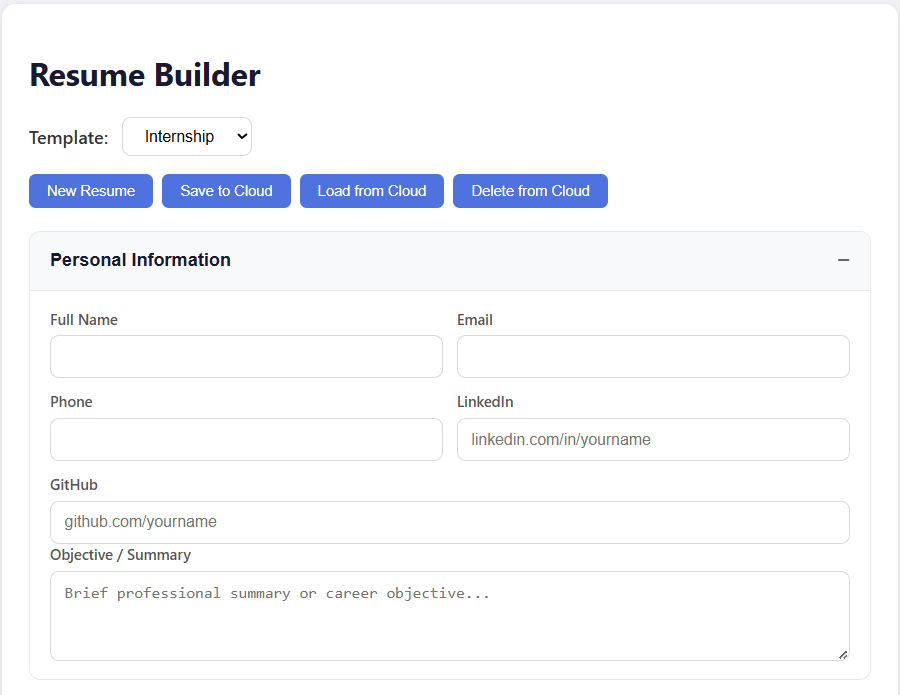 Resume Builder
Template: Internship
New Resume Save to Cloud Load from Cloud Delete from Cloud
Personal Information
Full Name Email
Phone LinkedIn
linkedin.com/in/yourname
GitHub
github.com/yourname
Objective / Summary
Brief professional summary or career objective...